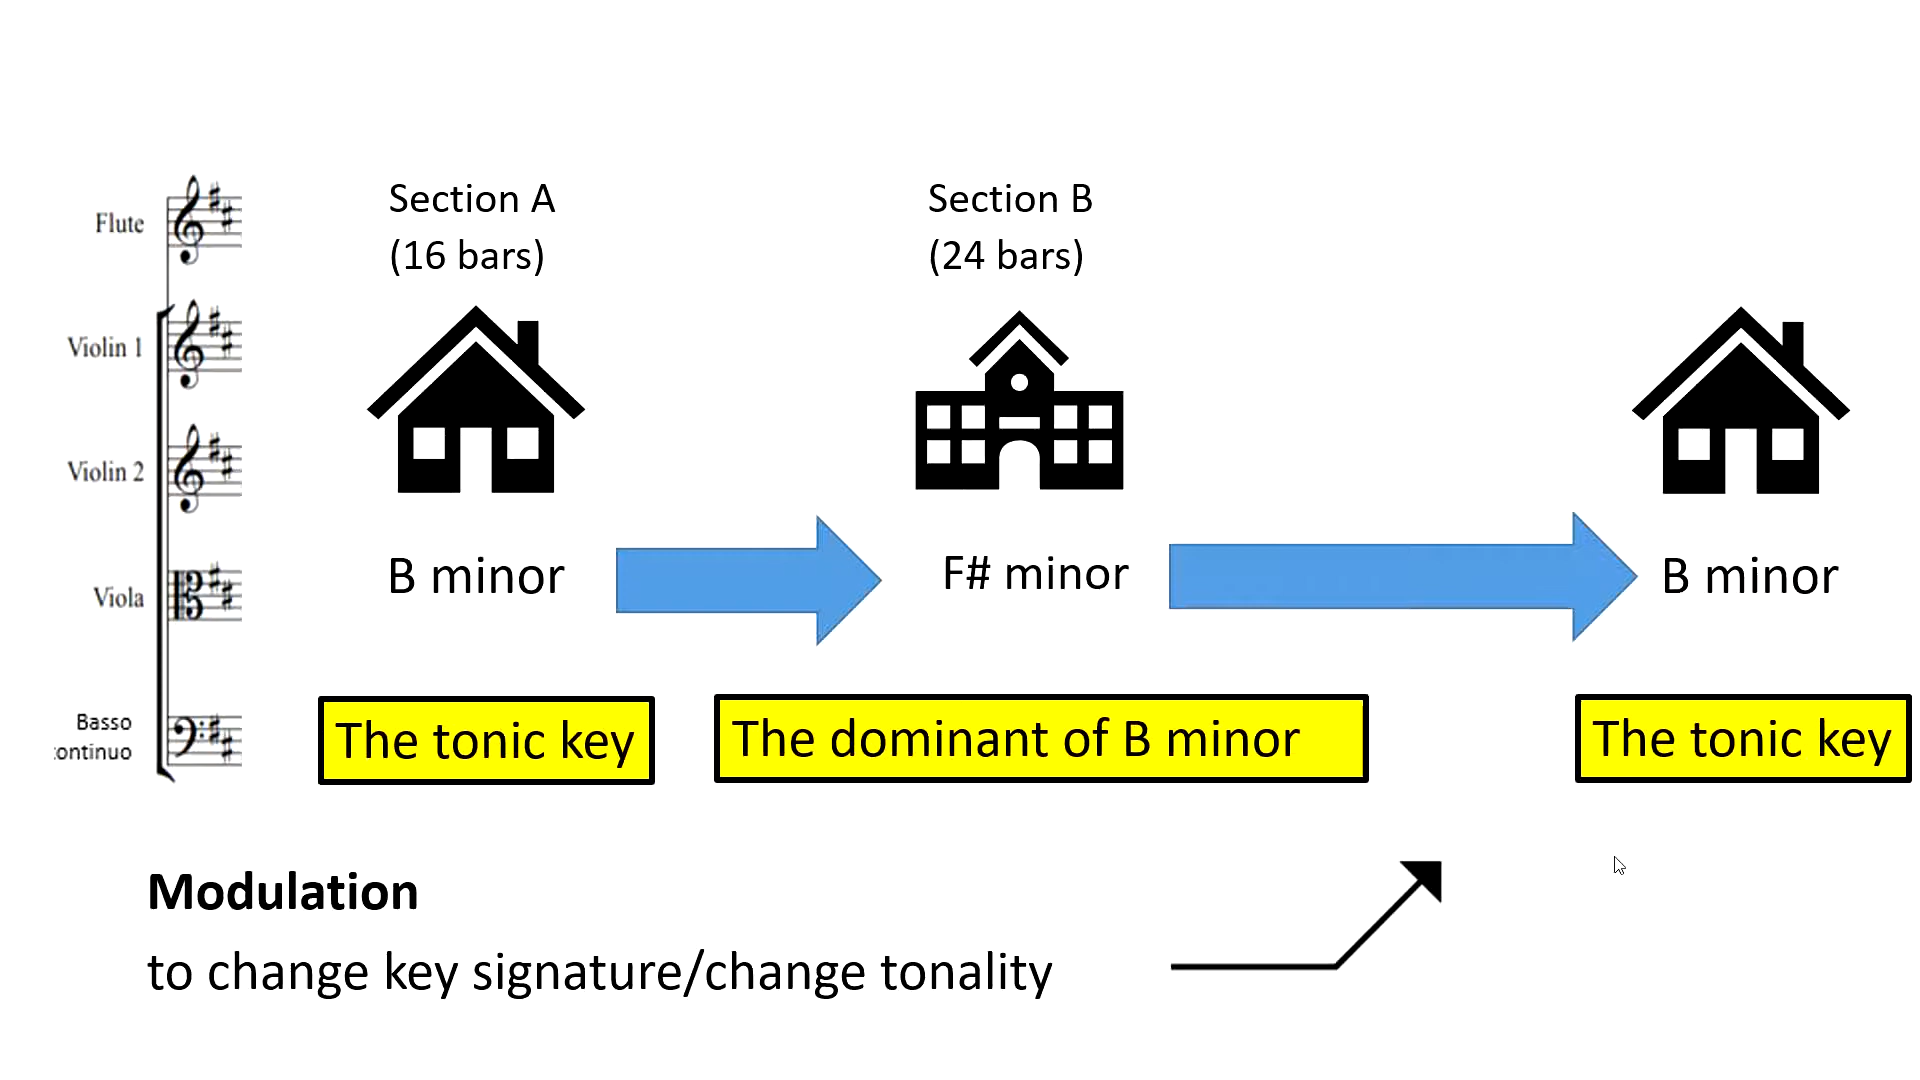 Flute
Violin 1
Violin 2
Viola
Basso
ontinuo
Section A
(16 bars)
B minor
The tonic key
Section B
(24 bars)
F# minor
The dominant of B minor
B minor
The tonic key
Modulation
to change key signature/change tonality